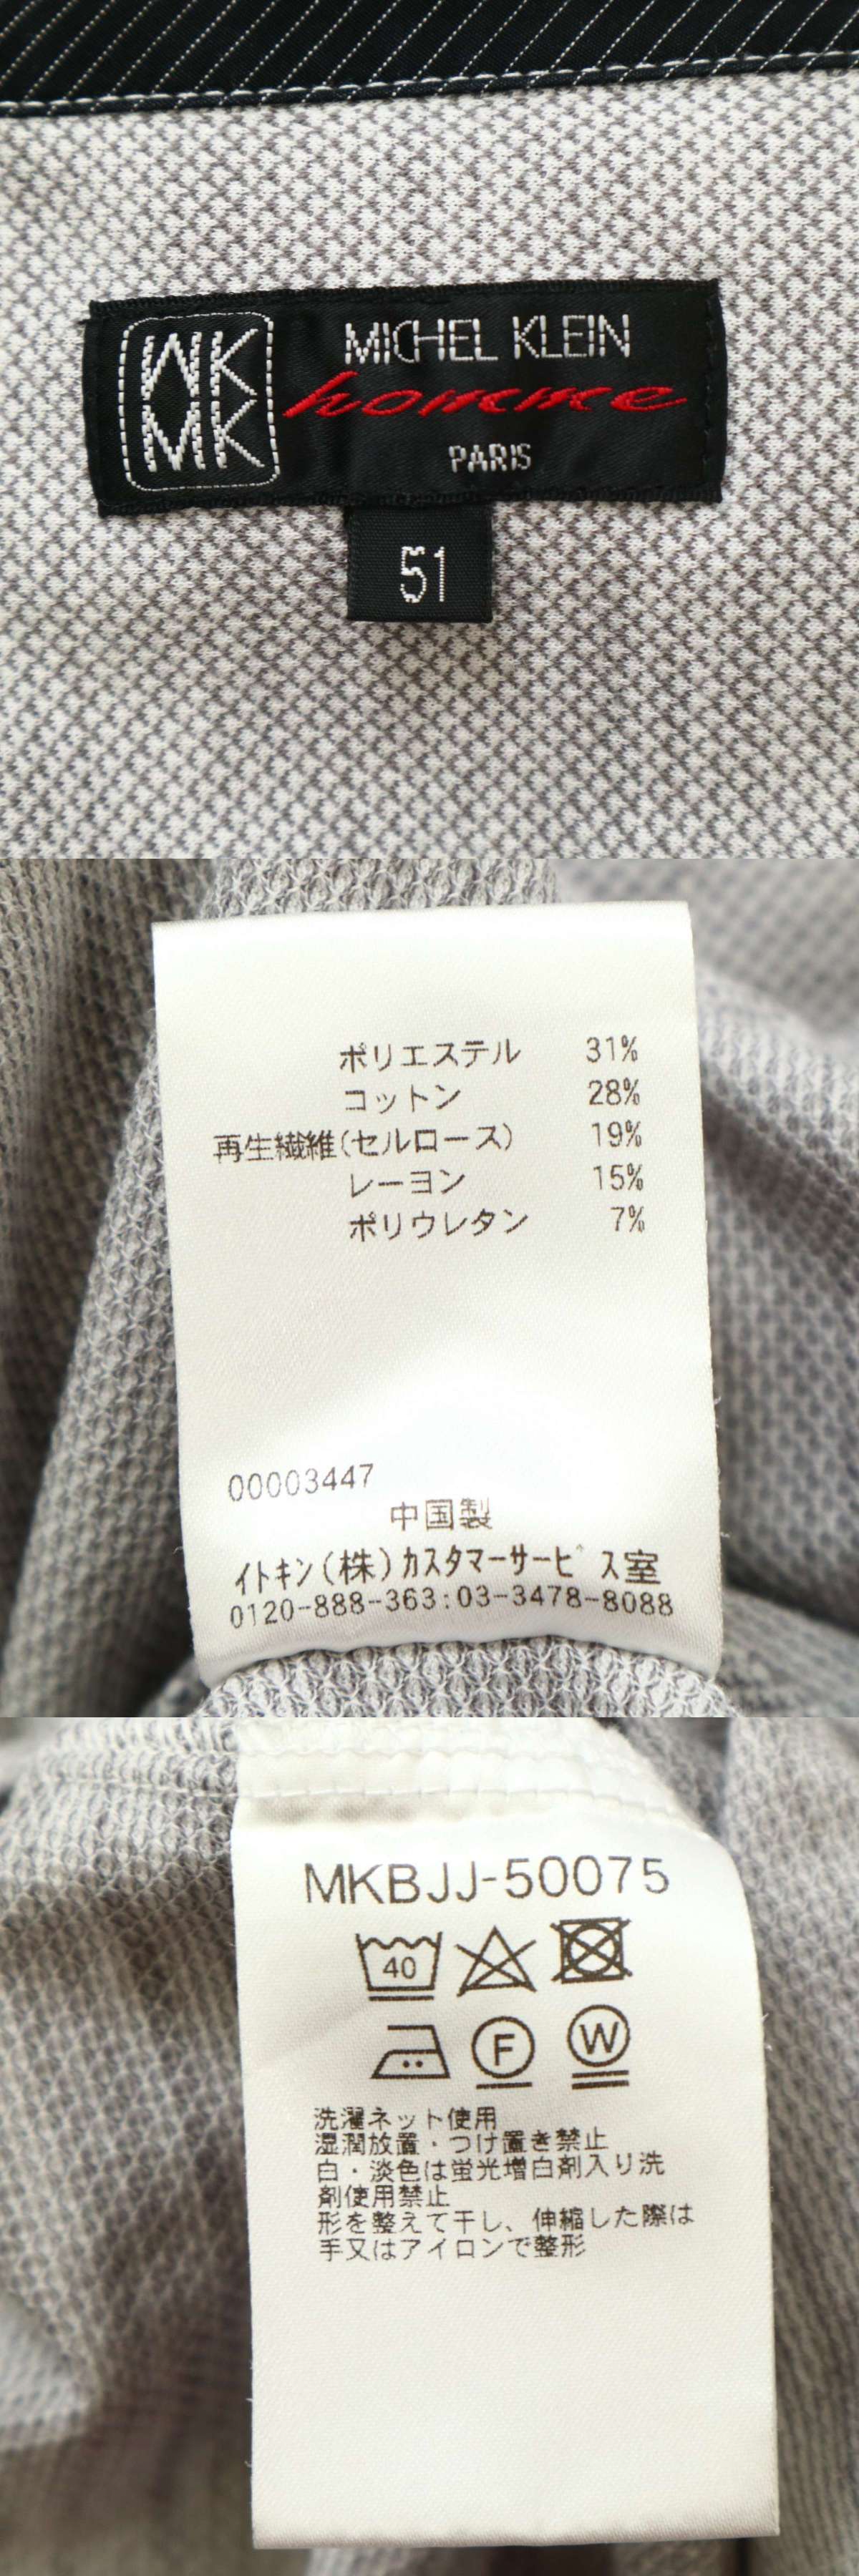 MK
MK
MICHEL KLEIN
homme
PARIS
51
ポリエステル 31%
コットン 28%
再生繊維(セルロース) 19%
レーヨン 15%
ポリウレタン 7%
00003447
中国製
イトキン(株)カスタマーサービス室
0120-888-363:03-3478-8088
MKBJJ-50075
40
F W
洗濯ネット使用
湿潤放置・つけ置き禁止
白・淡色は蛍光増白剤入り洗
剤使用禁止
形を整えて干し、伸縮した際は
手又はアイロンで整形